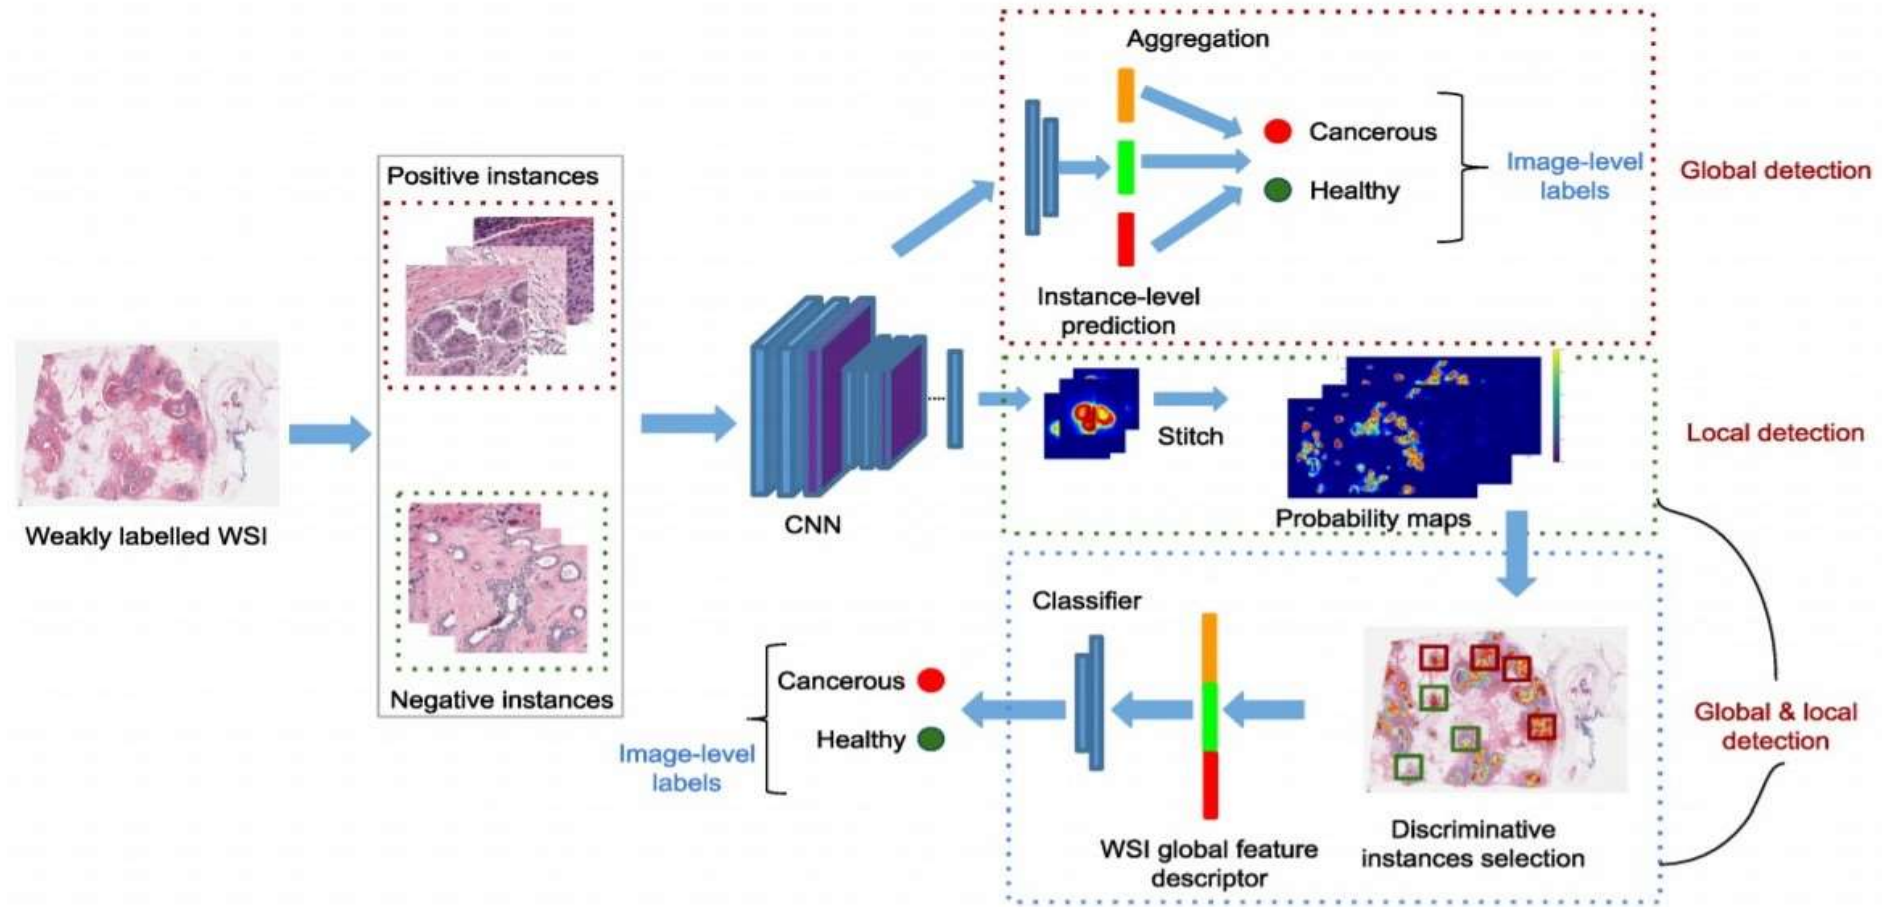 Aggregation
Cancerous
Healthy
Image-level
labels
Global detection
Instance-level
prediction
Positive instances
Weakly labelled WSI
Negative instances
CNN
Stitch
Probability maps
Local detection
Classifier
Cancerous
Healthy
Image-level
labels
WSI global feature
descriptor
Discriminative
instances selection
Global & local
detection